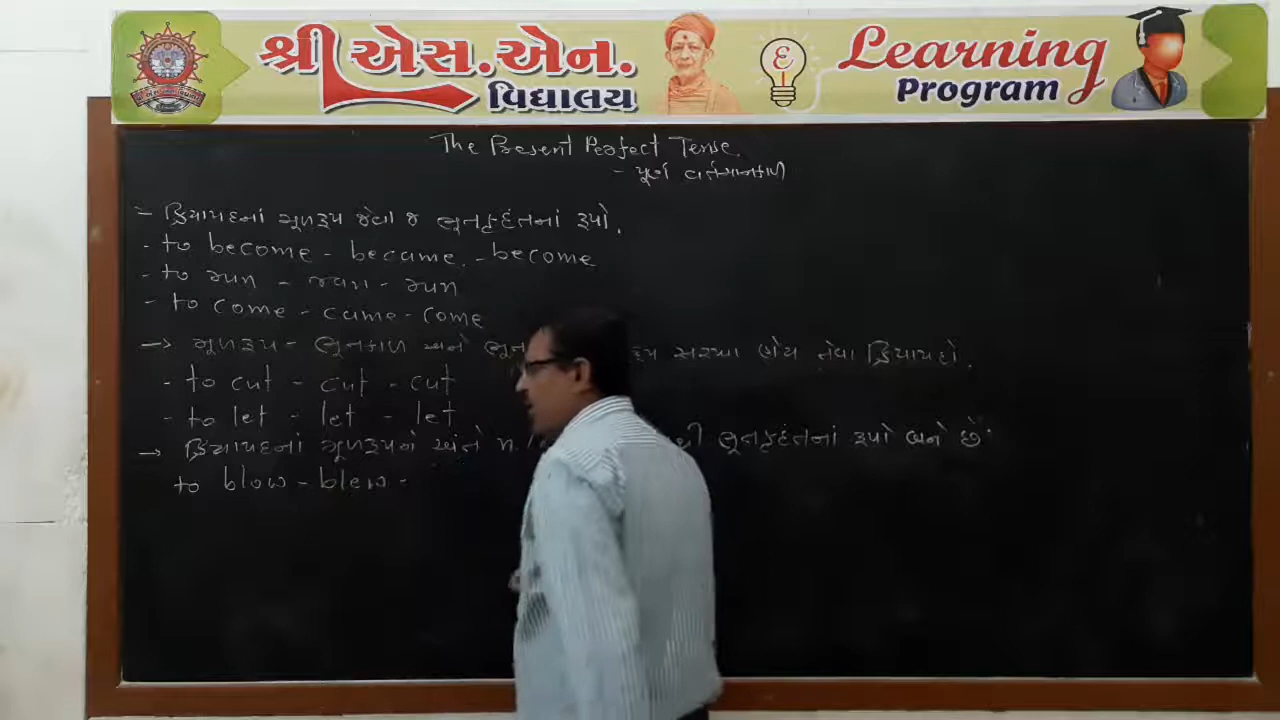 શ્રી એસ.એન. વિદ્યાલય
Learning Program
The Present Perfect Tense.
- પૂર્ણ વર્તમાનકાળ
- ક્રિયાપદનાં મૂળરૂપ જેવા જ ભૂતકૃદંતનાં રૂપો.
- to become - became - become
- to run - ran - run
- to come - came - come
→ મૂળરૂપ - ભૂતકાળ અને ભૂત રૂપ સરખા હોય તેવા ક્રિયાપદો.
- to cut - cut - cut
- to let - let - let
→ ક્રિયાપદનાં મૂળરૂપને અંતે n. થી ભૂતકૃદંતનાં રૂપો બને છે.
to blow - blew -